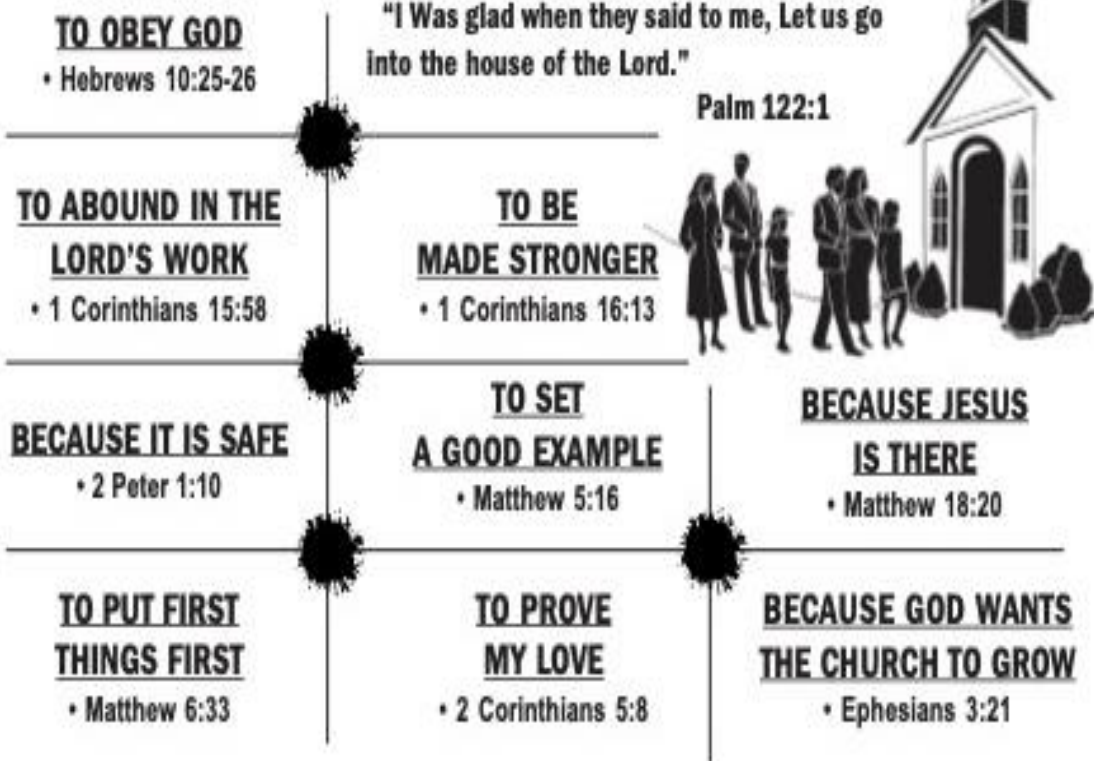 TO OBEY GOD
• Hebrews 10:25-26
“I Was glad when they said to me, Let us go
into the house of the Lord.”
Palm 122:1
TO ABOUND IN THE
LORD’S WORK
• 1 Corinthians 15:58
TO BE
MADE STRONGER
• 1 Corinthians 16:13
BECAUSE IT IS SAFE
• 2 Peter 1:10
TO SET
A GOOD EXAMPLE
• Matthew 5:16
BECAUSE JESUS
IS THERE
• Matthew 18:20
TO PUT FIRST
THINGS FIRST
• Matthew 6:33
TO PROVE
MY LOVE
• 2 Corinthians 5:8
BECAUSE GOD WANTS
THE CHURCH TO GROW
• Ephesians 3:21